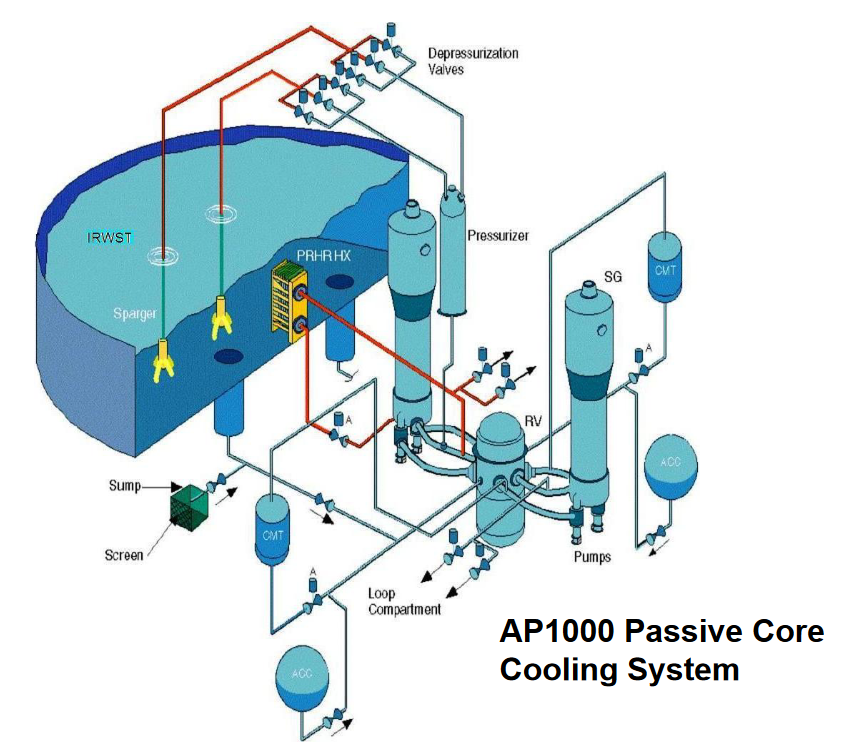 Depressurization
Valves
IRWST
PRHR HX
Pressurizer
CMT
SG
Sparger
A
A
RV
ACC
Sump
Screen
CMT
Pumps
A
Loop
Compartment
ACC
AP1000 Passive Core
Cooling System